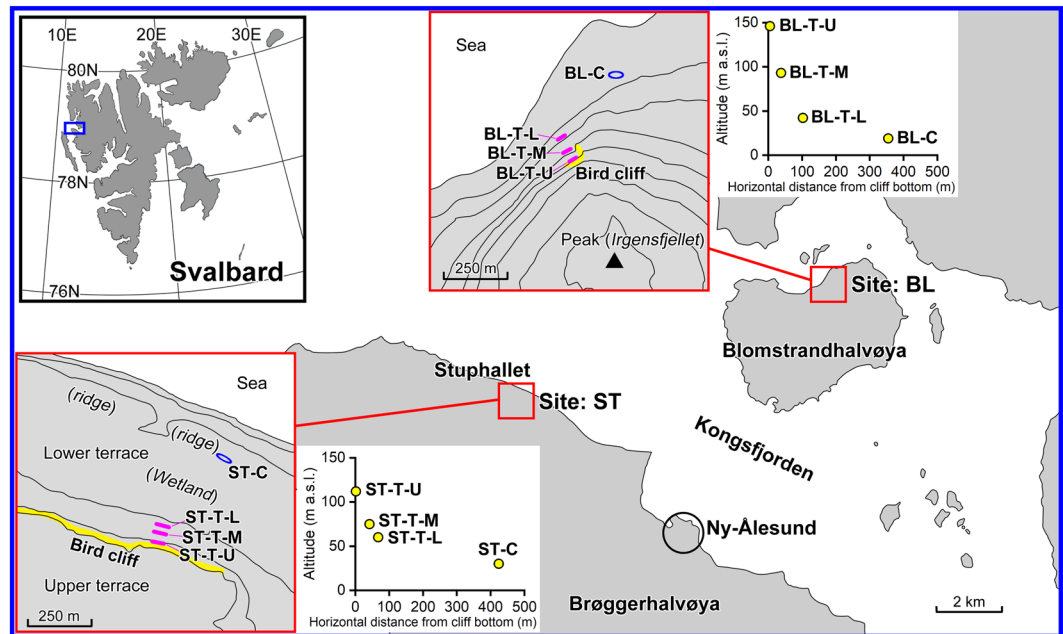 10E
20E
30E
80N
78N
76N
Svalbard
Sea
BL-C
BL-T-L
BL-T-M
BL-T-U
Bird cliff
Peak (Irgensfjellet)
250 m
Altitude (m a.s.l.)
150
100
50
0
BL-T-U
BL-T-M
BL-T-L
BL-C
0 100 200 300 400 500
Horizontal distance from cliff bottom (m)
Site: BL
Blomstrandhalvøya
Stuphallet
Site: ST
Kongsfjorden
Ny-Ålesund
Brøggerhalvøya
2 km
Sea
(ridge)
(ridge)
Lower terrace
ST-C
(Wetland)
ST-T-L
ST-T-M
ST-T-U
Bird cliff
Upper terrace
250 m
Altitude (m a.s.l.)
150
100
50
0
ST-T-U
ST-T-M
ST-T-L
ST-C
0 100 200 300 400 500
Horizontal distance from cliff bottom (m)